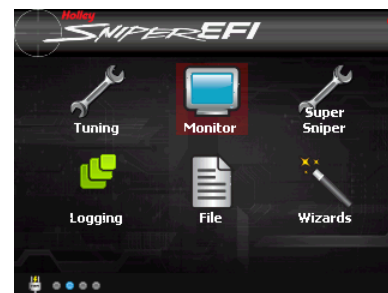 Holley
SNIPER EFI
Tuning
Monitor
Super
Sniper
Logging
File
Wizards